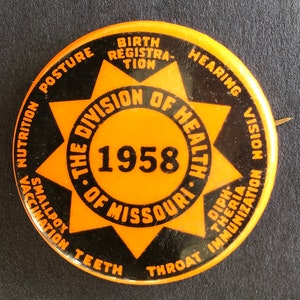 BIRTH
REGISTRA-
TION
HEARING
VISION
DIPH-
THERIA
IMMUNIZATION
THROAT
TEETH
SMALLPOX
VACCINATION
NUTRITION
POSTURE
· THE DIVISION OF HEALTH ·
OF MISSOURI
1958